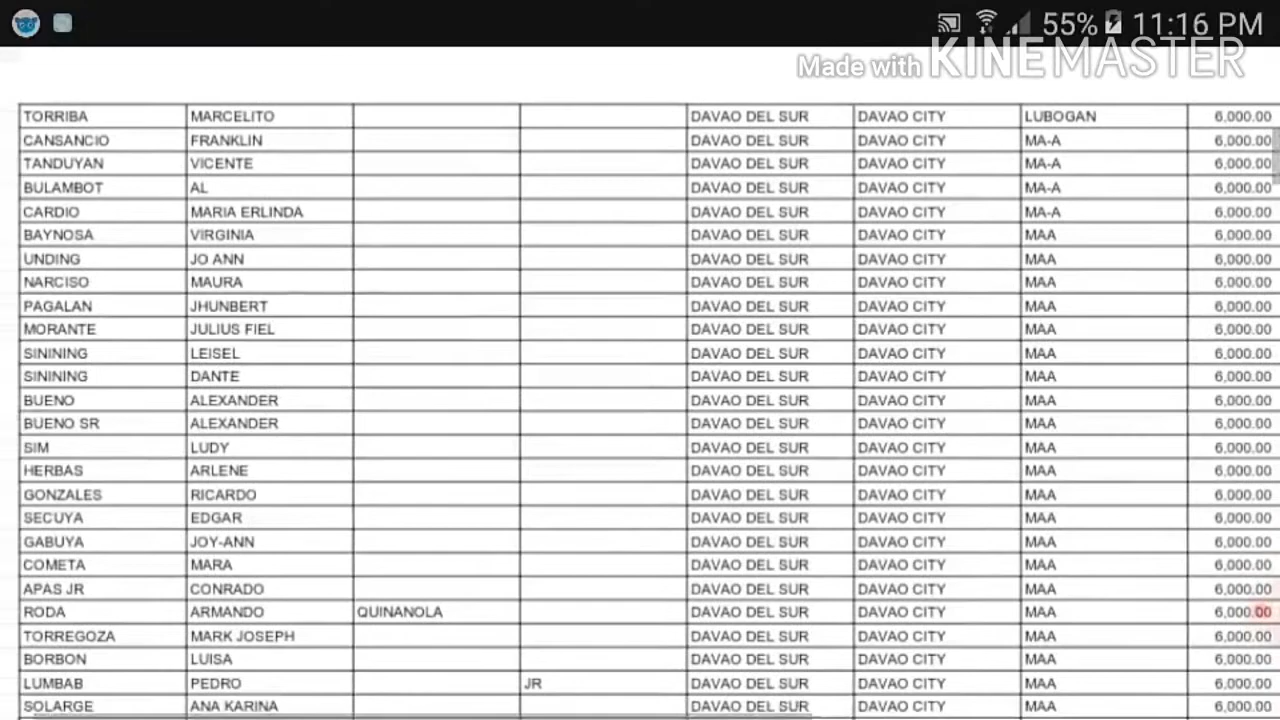 55% 11:16 PM
Made with KINEMASTER
TORRIBA MARCELITO DAVAO DEL SUR DAVAO CITY LUBOGAN 6,000.00
CANSANCIO FRANKLIN DAVAO DEL SUR DAVAO CITY MA-A 6,000.00
TANDUYAN VICENTE DAVAO DEL SUR DAVAO CITY MA-A 6,000.00
BULAMBOT AL DAVAO DEL SUR DAVAO CITY MA-A 6,000.00
CARDIO MARIA ERLINDA DAVAO DEL SUR DAVAO CITY MA-A 6,000.00
BAYNOSA VIRGINIA DAVAO DEL SUR DAVAO CITY MAA 6,000.00
UNDING JO ANN DAVAO DEL SUR DAVAO CITY MAA 6,000.00
NARCISO MAURA DAVAO DEL SUR DAVAO CITY MAA 6,000.00
PAGALAN JHUNBERT DAVAO DEL SUR DAVAO CITY MAA 6,000.00
MORANTE JULIUS FIEL DAVAO DEL SUR DAVAO CITY MAA 6,000.00
SININING LEISEL DAVAO DEL SUR DAVAO CITY MAA 6,000.00
SININING DANTE DAVAO DEL SUR DAVAO CITY MAA 6,000.00
BUENO ALEXANDER DAVAO DEL SUR DAVAO CITY MAA 6,000.00
BUENO SR ALEXANDER DAVAO DEL SUR DAVAO CITY MAA 6,000.00
SIM LUDY DAVAO DEL SUR DAVAO CITY MAA 6,000.00
HERBAS ARLENE DAVAO DEL SUR DAVAO CITY MAA 6,000.00
GONZALES RICARDO DAVAO DEL SUR DAVAO CITY MAA 6,000.00
SECUYA EDGAR DAVAO DEL SUR DAVAO CITY MAA 6,000.00
GABUYA JOY-ANN DAVAO DEL SUR DAVAO CITY MAA 6,000.00
COMETA MARA DAVAO DEL SUR DAVAO CITY MAA 6,000.00
APAS JR CONRADO DAVAO DEL SUR DAVAO CITY MAA 6,000.00
RODA ARMANDO QUINANOLA DAVAO DEL SUR DAVAO CITY MAA 6,000.00
TORREGOZA MARK JOSEPH DAVAO DEL SUR DAVAO CITY MAA 6,000.00
BORBON LUISA DAVAO DEL SUR DAVAO CITY MAA 6,000.00
LUMBAB PEDRO JR DAVAO DEL SUR DAVAO CITY MAA 6,000.00
SOLARGE ANA KARINA DAVAO DEL SUR DAVAO CITY MAA 6,000.00